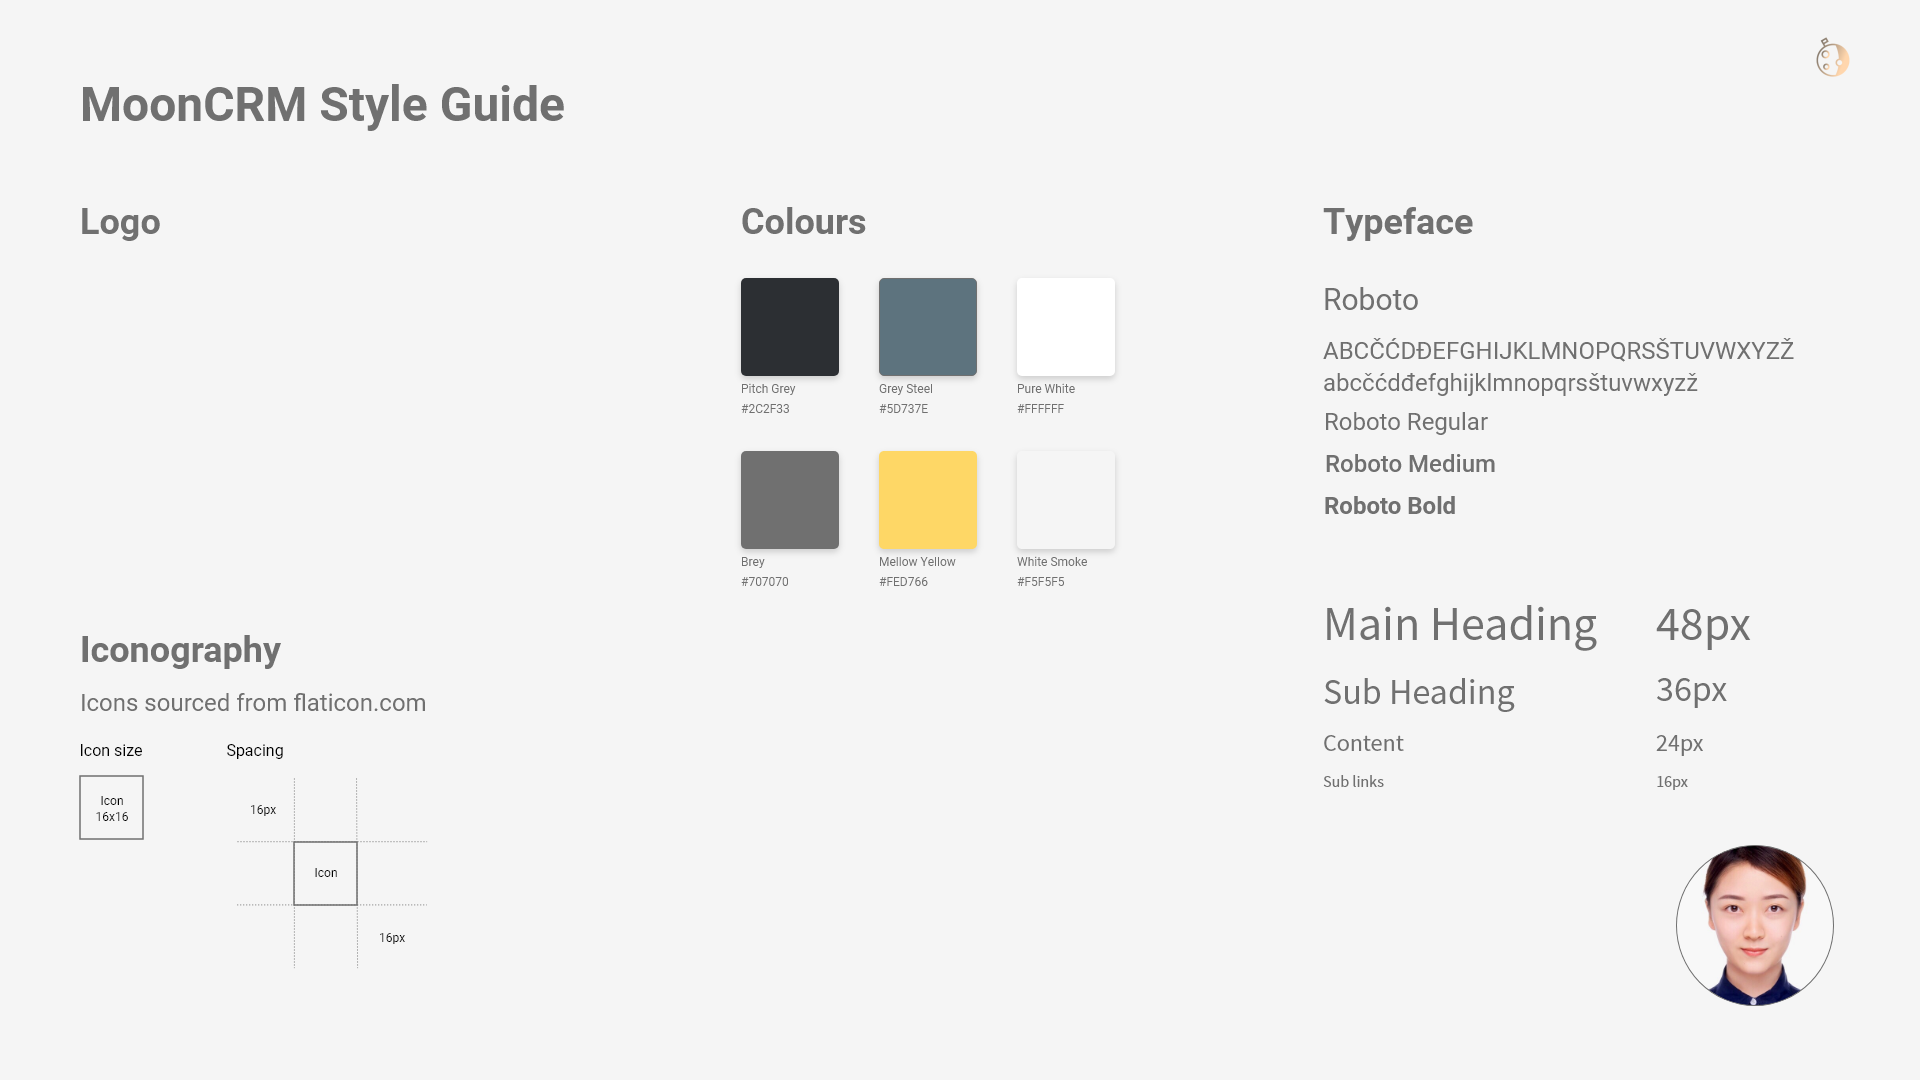 MoonCRM Style Guide
Logo
Colours
Pitch Grey
#2C2F33
Grey Steel
#5D737E
Pure White
#FFFFFF
Brey
#707070
Mellow Yellow
#FED766
White Smoke
#F5F5F5
Typeface
Roboto
ABCČĆDĐEFGHIJKLMNOPQRSŠTUVWXYZŽ
abcčćdđefghijklmnopqrsštuvwxyzž
Roboto Regular
Roboto Medium
Roboto Bold
Main Heading 48px
Sub Heading 36px
Content 24px
Sub links 16px
Iconography
Icons sourced from flaticon.com
Icon size
Icon
16x16
Spacing
16px
Icon
16px